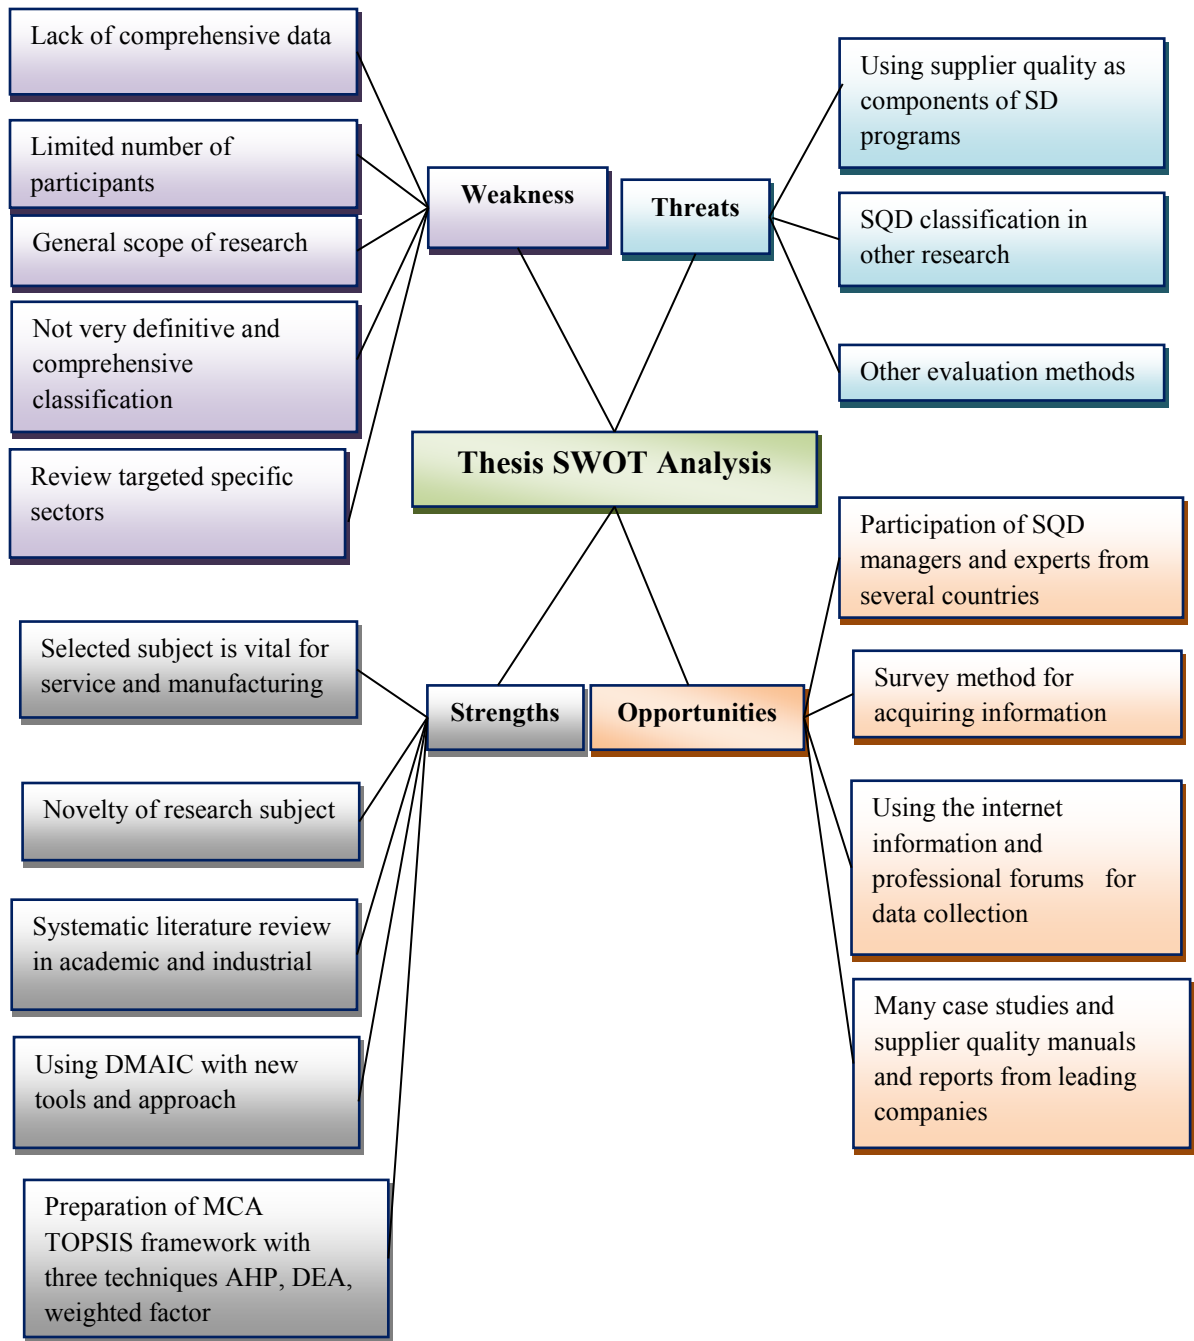 Lack of comprehensive data
Limited number of
participants
General scope of research
Not very definitive and
comprehensive
classification
Review targeted specific
sectors
Weakness
Threats
Using supplier quality as
components of SD
programs
SQD classification in
other research
Other evaluation methods
Thesis SWOT Analysis
Selected subject is vital for
service and manufacturing
Novelty of research subject
Systematic literature review
in academic and industrial
Using DMAIC with new
tools and approach
Preparation of MCA
TOPSIS framework with
three techniques AHP, DEA,
weighted factor
Strengths
Opportunities
Participation of SQD
managers and experts from
several countries
Survey method for
acquiring information
Using the internet
information and
professional forums for
data collection
Many case studies and
supplier quality manuals
and reports from leading
companies